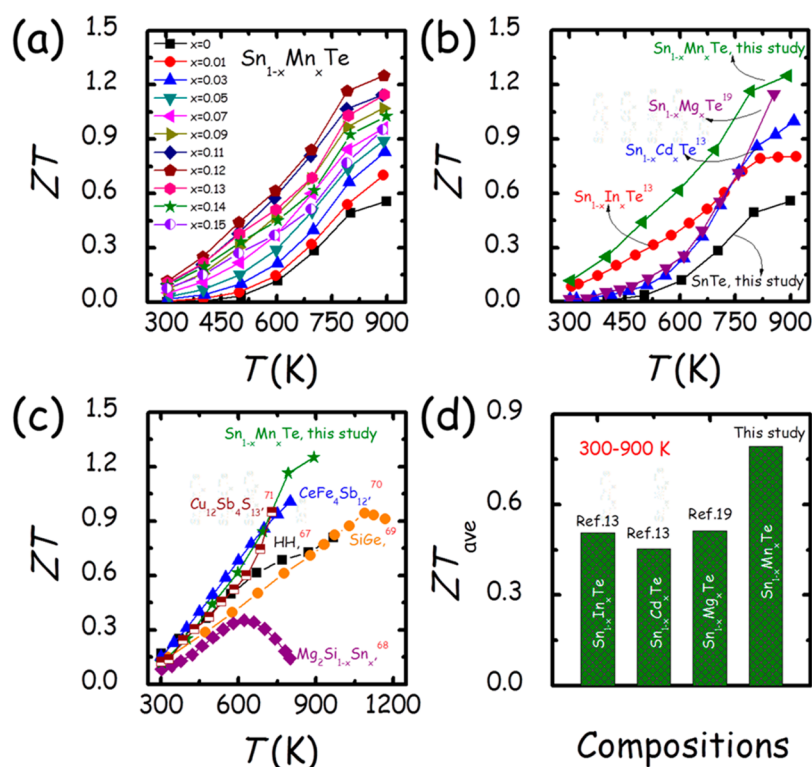 (a)
Sn1-xMnxTe
x=0
x=0.01
x=0.03
x=0.05
x=0.07
x=0.09
x=0.11
x=0.12
x=0.13
x=0.14
x=0.15
1.5
1.2
0.9
0.6
0.3
0.0
ZT
300 450 600 750 900
T(K)
(b)
Sn1-xMnxTe, this study
Sn1-xMgxTe19
Sn1-xCdxTe13
Sn1-xInxTe13
SnTe, this study
1.5
1.2
0.9
0.6
0.3
0.0
ZT
300 400 500 600 700 800 900
T(K)
(c)
Sn1-xMnxTe, this study
Cu12Sb4S13,71
CeFe4Sb12,70
HH,67
SiGe,69
Mg2Si1-xSnx,68
1.5
1.2
0.9
0.6
0.3
0.0
ZT
300 450 600 750 900 1050 1200
T(K)
(d)
300-900 K
This study
Ref.13
Ref.13
Ref.19
Sn1-xInxTe
Sn1-xCdxTe
Sn1-xMgxTe
Sn1-xMnxTe
0.9
0.6
0.3
0.0
ZTave
Compositions